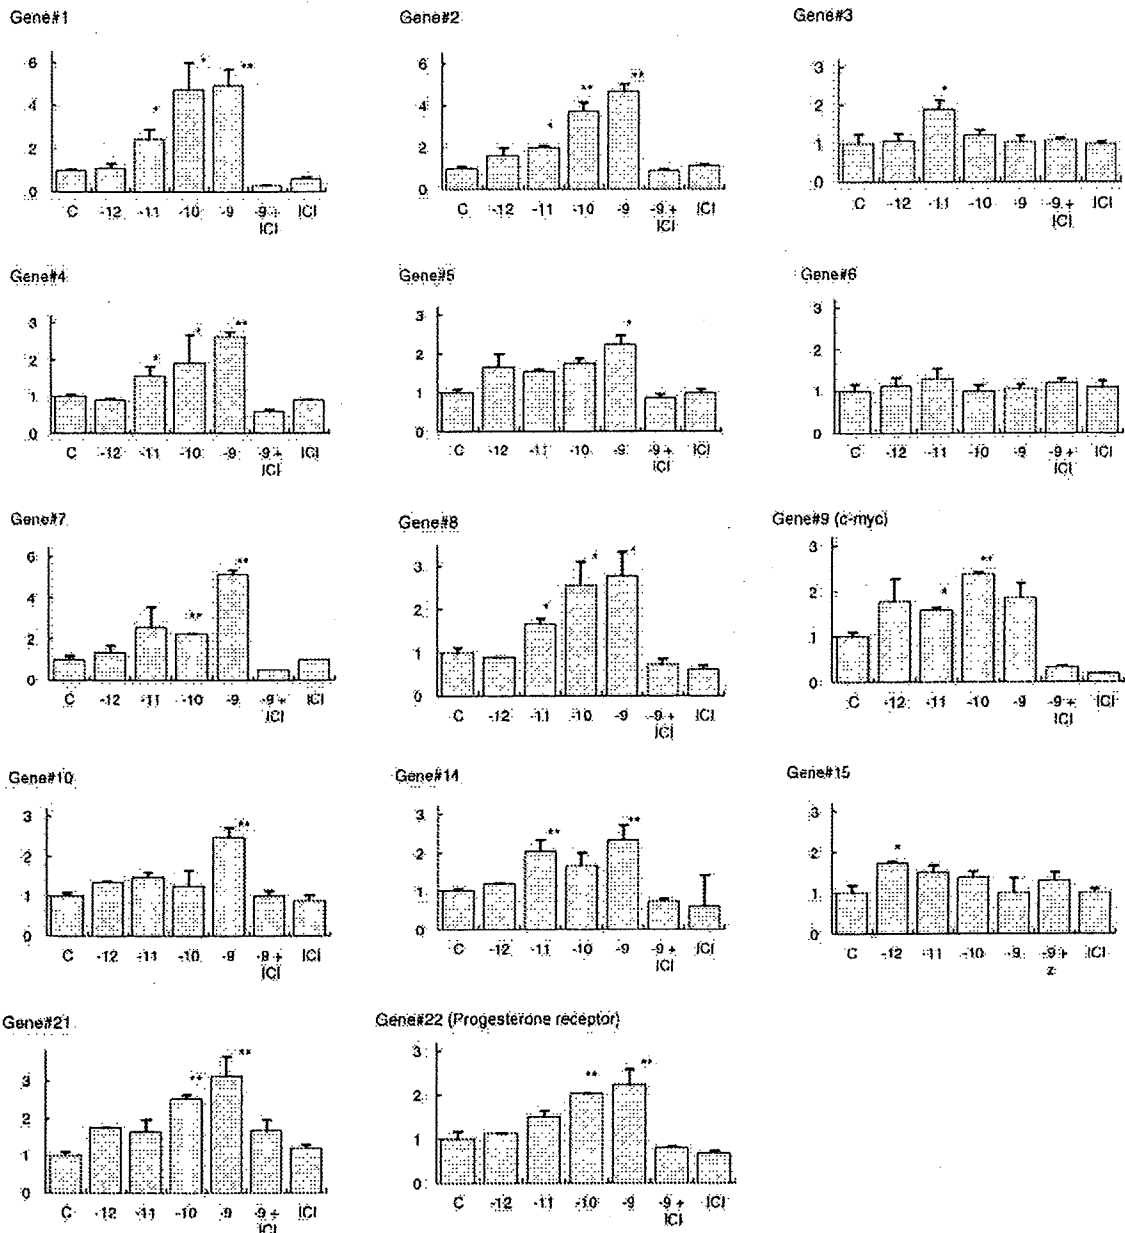 Gene#1
6
4
2
0
C -12 -11 -10 -9 -9 + ICI
ICI
* * **
Gene#2
6
4
2
0
C -12 -11 -10 -9 -9 + ICI
ICI
* ** **
Gene#3
3
2
1
0
C -12 -11 -10 -9 -9 + ICI
ICI
*
Gene#4
3
2
1
0
C -12 -11 -10 -9 -9 + ICI
ICI
* * **
Gene#5
3
2
1
0
C -12 -11 -10 -9 -9 + ICI
ICI
*
Gene#6
3
2
1
0
C -12 -11 -10 -9 -9 + ICI
ICI
Gene#7
6
4
2
0
C -12 -11 -10 -9 -9 + ICI
ICI
** **
Gene#8
3
2
1
0
C -12 -11 -10 -9 -9 + ICI
ICI
* * *
Gene#9 (c-myc)
3
2
1
0
C -12 -11 -10 -9 -9 + ICI
ICI
* **
Gene#10
3
2
1
0
C -12 -11 -10 -9 -9 + ICI
ICI
**
Gene#14
3
2
1
0
C -12 -11 -10 -9 -9 + ICI
ICI
** **
Gene#15
3
2
1
0
C -12 -11 -10 -9 -9 + ICI
z
*
Gene#21
3
2
1
0
C -12 -11 -10 -9 -9 + ICI
ICI
** **
Gene#22 (Progesterone receptor)
3
2
1
0
C -12 -11 -10 -9 -9 + ICI
ICI
** **